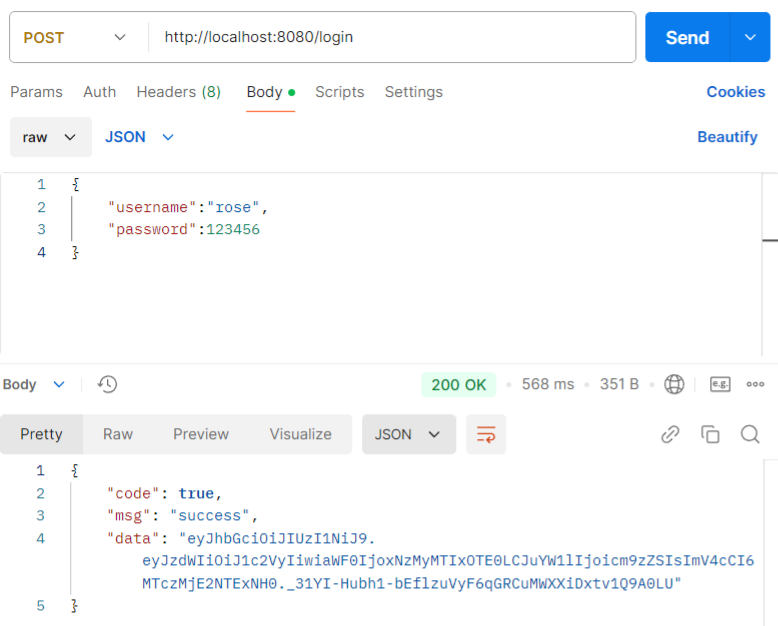 POST http://localhost:8080/login Send
Params Auth Headers (8) Body Scripts Settings Cookies
raw JSON Beautify
1 {
2 "username":"rose",
3 "password":123456
4 }
Body 200 OK 568 ms 351 B e.g.
Pretty Raw Preview Visualize JSON
1 {
2 "code": true,
3 "msg": "success",
4 "data": "eyJhbGciOiJIUzI1NiJ9.
eyJzdWIiOiJ1c2VyIiwiaWF0IjoxNzMyMTIxOTE0LCJuYW1lIjoicm9zZSIsImV4cCI6
MTczMjE2NTExNH0._31YI-Hubh1-bEflzuVyF6qGRCuMWXXiDxtv1Q9A0LU"
5 }